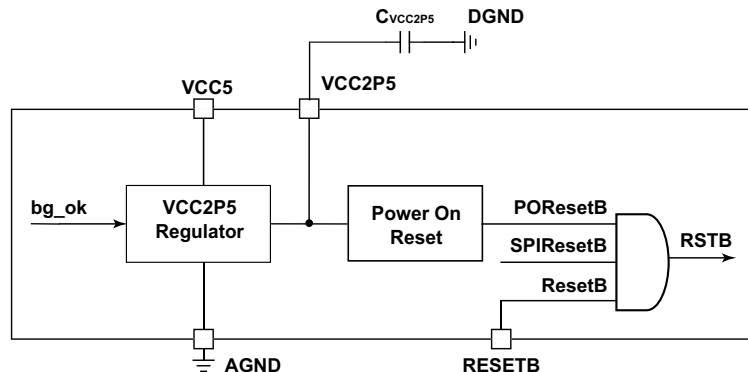 CVCC2P5
DGND
VCC5
VCC2P5
bg_ok
VCC2P5
Regulator
Power On
Reset
POResetB
SPIResetB
ResetB
RSTB
AGND
RESETB